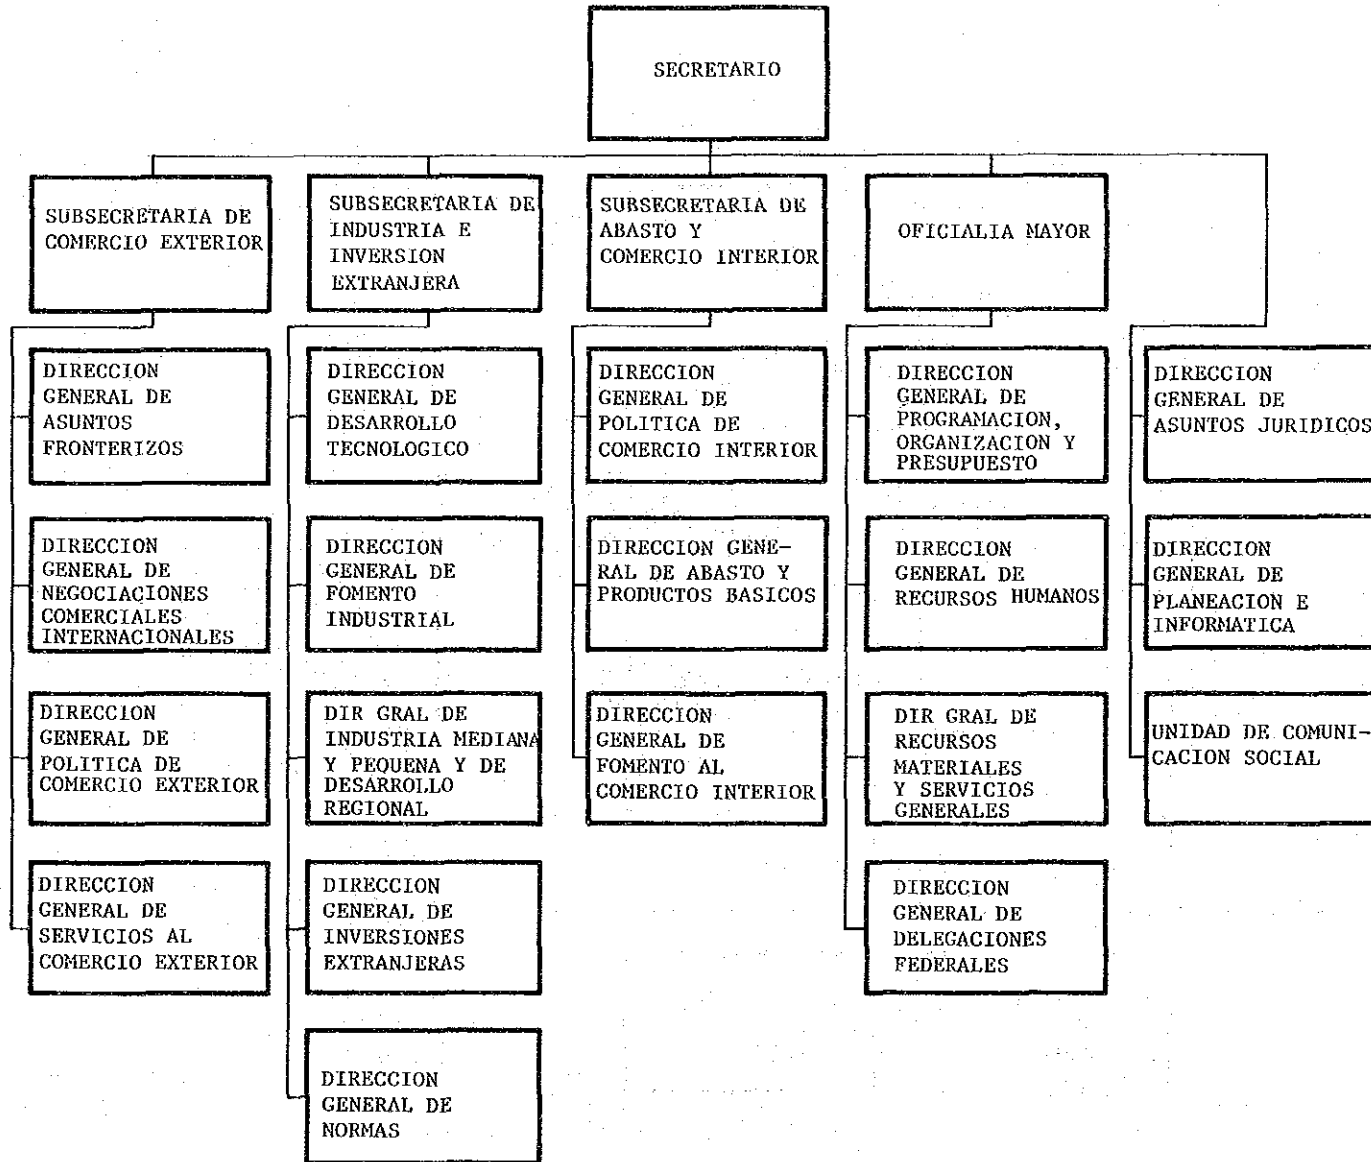 SECRETARIO
SUBSECRETARIA DE
COMERCIO EXTERIOR
SUBSECRETARIA DE
INDUSTRIA E
INVERSION
EXTRANJERA
SUBSECRETARIA DE
ABASTO Y
COMERCIO INTERIOR
OFICIALIA MAYOR
DIRECCION
GENERAL DE
ASUNTOS
FRONTERIZOS
DIRECCION
GENERAL DE
DESARROLLO
TECNOLOGICO
DIRECCION
GENERAL DE
POLITICA DE
COMERCIO INTERIOR
DIRECCION
GENERAL DE
PROGRAMACION,
ORGANIZACION Y
PRESUPUESTO
DIRECCION
GENERAL DE
ASUNTOS JURIDICOS
DIRECCION
GENERAL DE
NEGOCIACIONES
COMERCIALES
INTERNACIONALES
DIRECCION
GENERAL DE
FOMENTO
INDUSTRIAL
DIRECCION GENE-
RAL DE ABASTO Y
PRODUCTOS BASICOS
DIRECCION
GENERAL DE
RECURSOS HUMANOS
DIRECCION
GENERAL DE
PLANEACION E
INFORMATICA
DIRECCION
GENERAL DE
POLITICA DE
COMERCIO EXTERIOR
DIR GRAL DE
INDUSTRIA MEDIANA
Y PEQUENA Y DE
DESARROLLO
REGIONAL
DIRECCION
GENERAL DE
FOMENTO AL
COMERCIO INTERIOR
DIR GRAL DE
RECURSOS
MATERIALES
Y SERVICIOS
GENERALES
UNIDAD DE COMUNI-
CACION SOCIAL
DIRECCION
GENERAL DE
SERVICIOS AL
COMERCIO EXTERIOR
DIRECCION
GENERAL DE
INVERSIONES
EXTRANJERAS
DIRECCION
GENERAL DE
DELEGACIONES
FEDERALES
DIRECCION
GENERAL DE
NORMAS